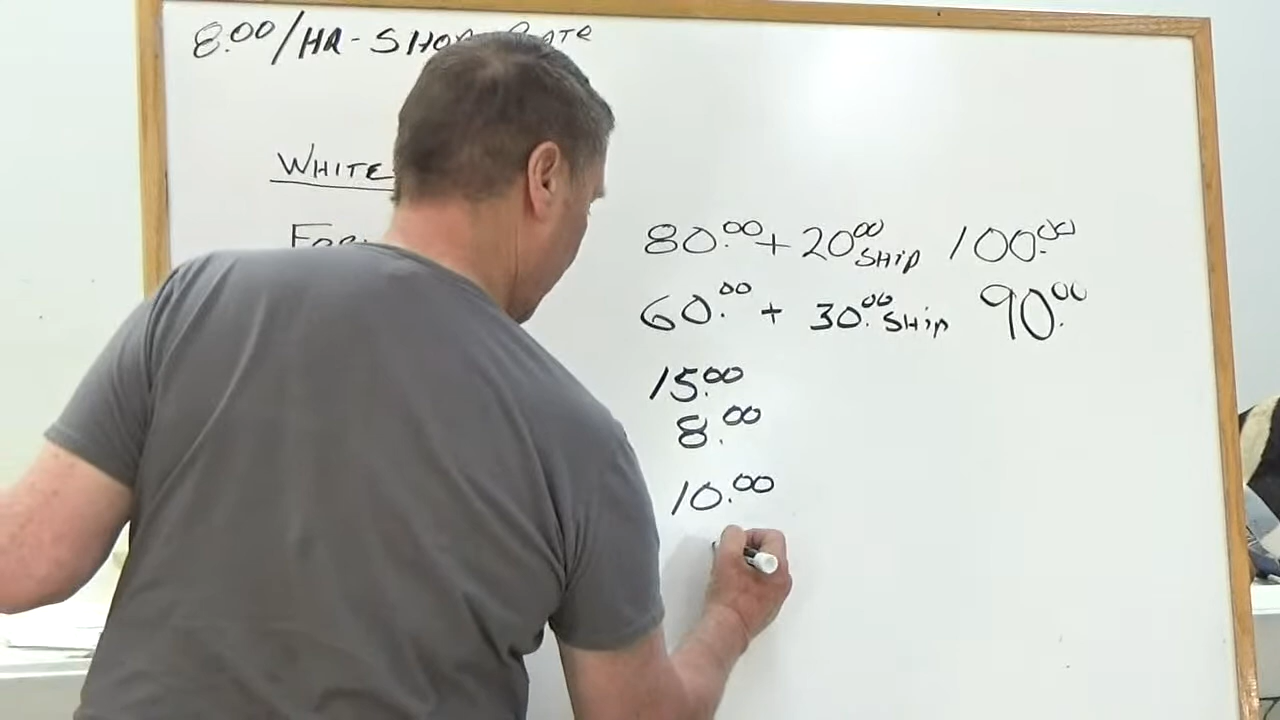 8.00/HR - SHOP RATE
WHITE
80.00 + 20.00 SHIP 100.00
60.00 + 30.00 SHIP 90.00
15.00
8.00
10.00